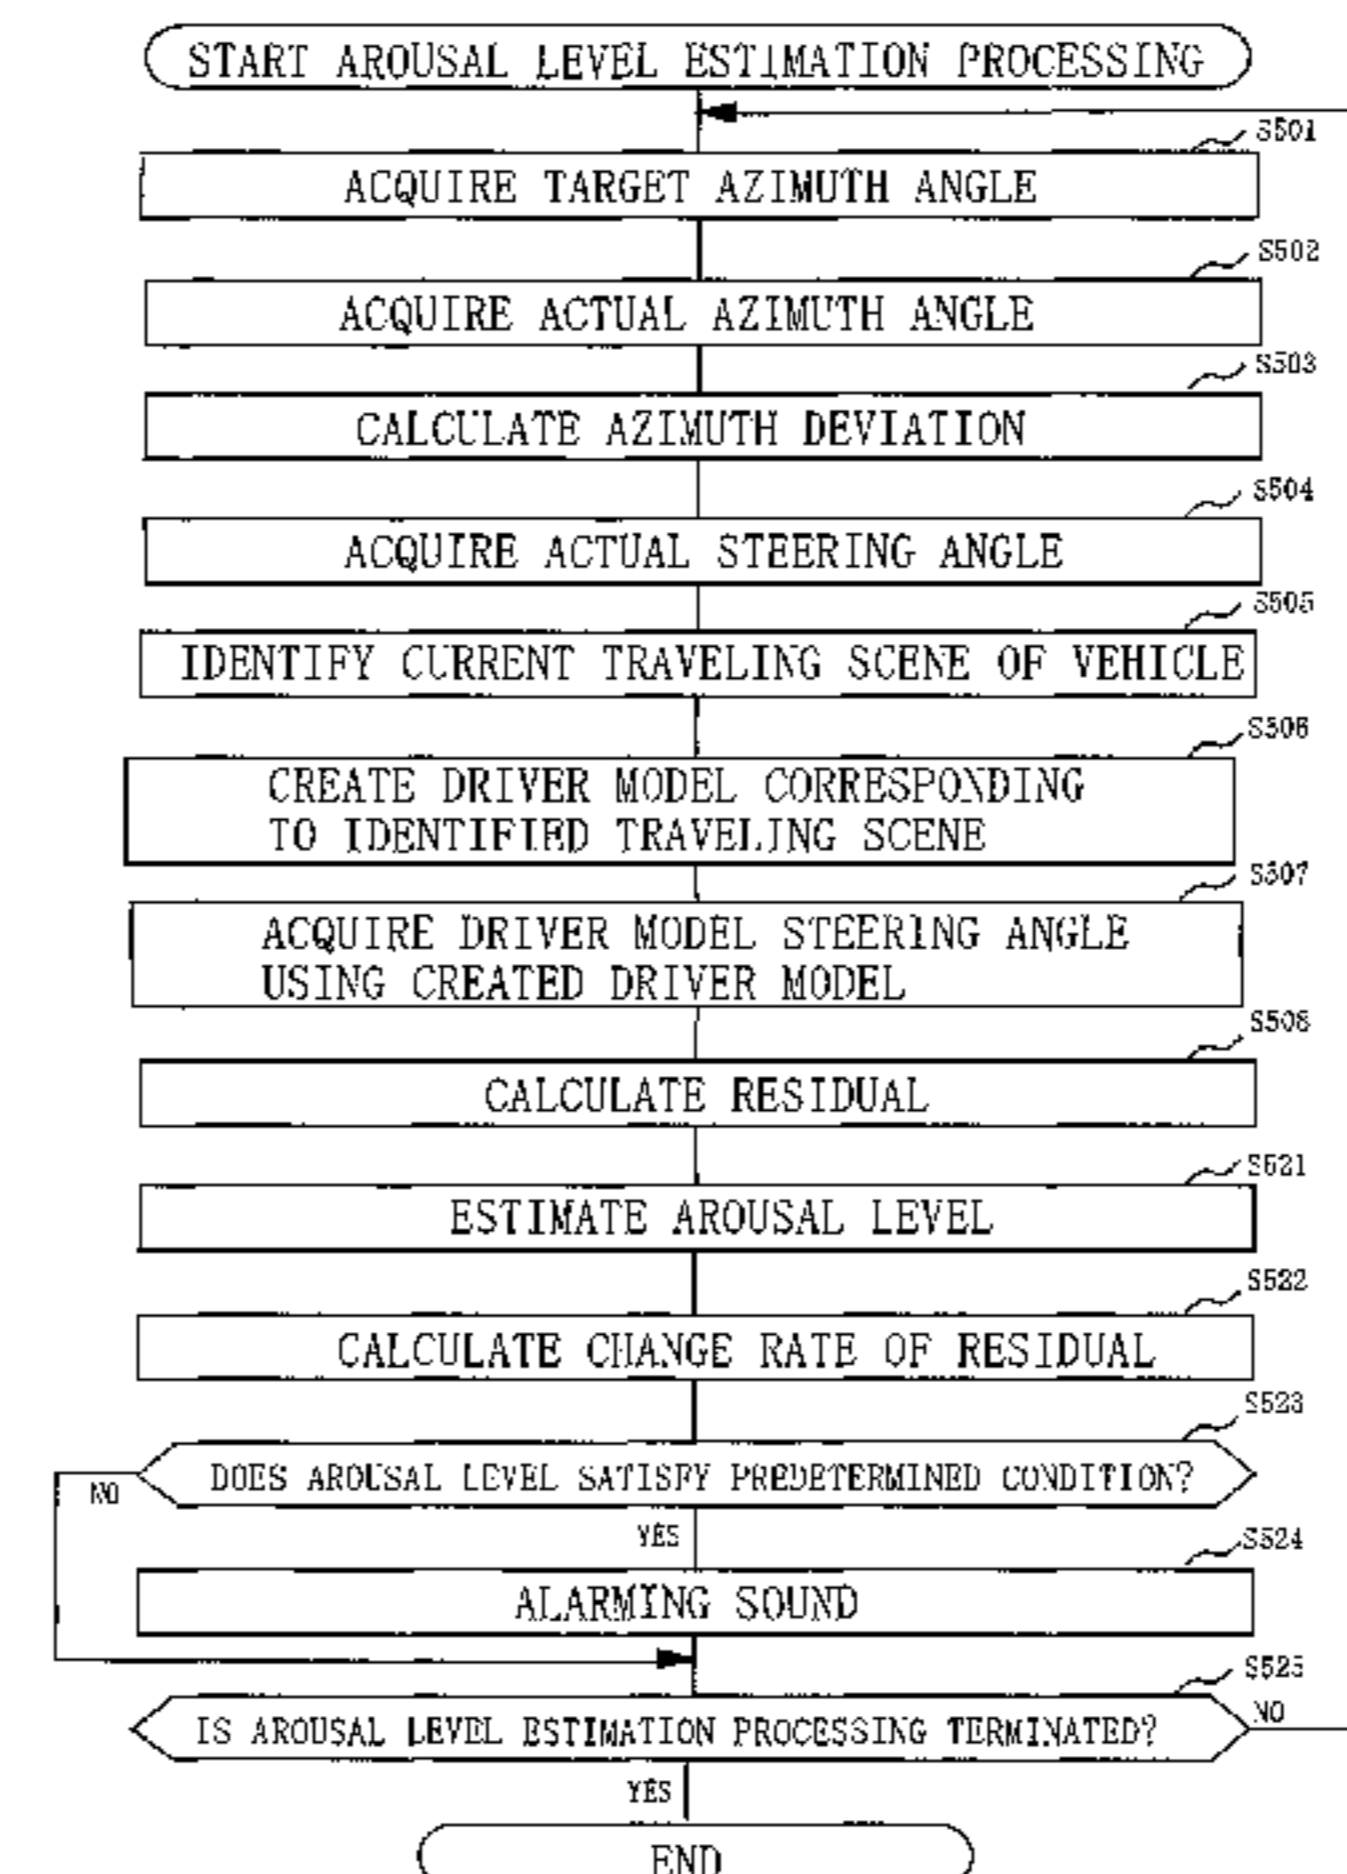 START AROUSAL LEVEL ESTIMATION PROCESSING
S501
ACQUIRE TARGET AZIMUTH ANGLE
S502
ACQUIRE ACTUAL AZIMUTH ANGLE
S503
CALCULATE AZIMUTH DEVIATION
S504
ACQUIRE ACTUAL STEERING ANGLE
S505
IDENTIFY CURRENT TRAVELING SCENE OF VEHICLE
S506
CREATE DRIVER MODEL CORRESPONDING
TO IDENTIFIED TRAVELING SCENE
S507
ACQUIRE DRIVER MODEL STEERING ANGLE
USING CREATED DRIVER MODEL
S508
CALCULATE RESIDUAL
S521
ESTIMATE AROUSAL LEVEL
S522
CALCULATE CHANGE RATE OF RESIDUAL
S523
DOES AROUSAL LEVEL SATISFY PREDETERMINED CONDITION?
NO
YES
S524
ALARMING SOUND
S525
IS AROUSAL LEVEL ESTIMATION PROCESSING TERMINATED?
NO
YES
END